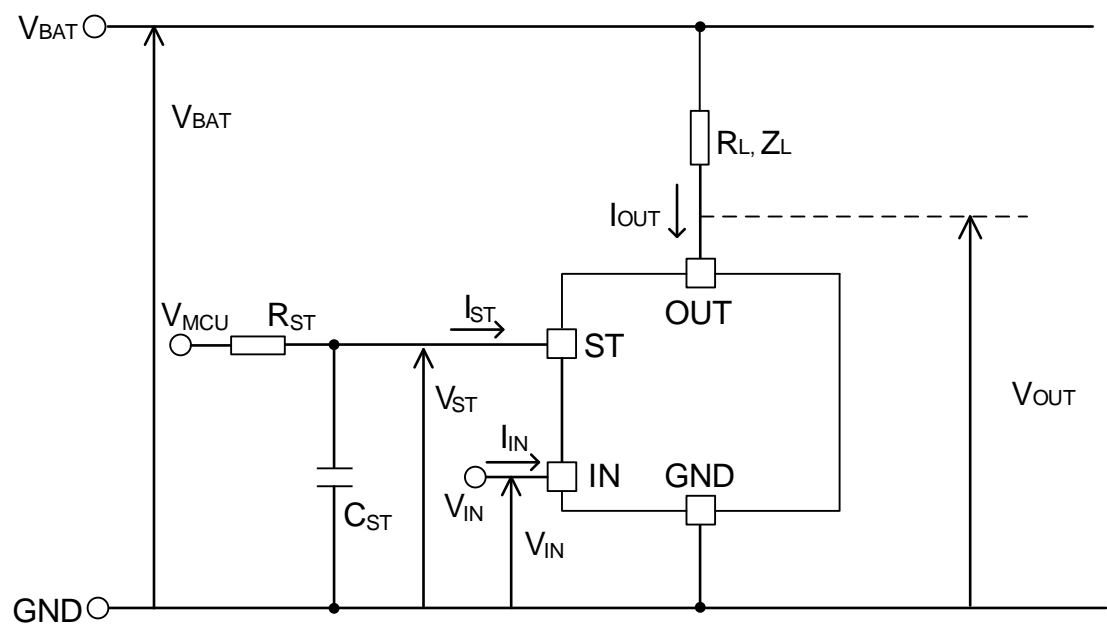 VBAT
VBAT
RL, ZL
IOUT
OUT
VMCU
RST
IST
ST
VST
VOUT
IIN
IN
GND
VIN
CST
VIN
GND